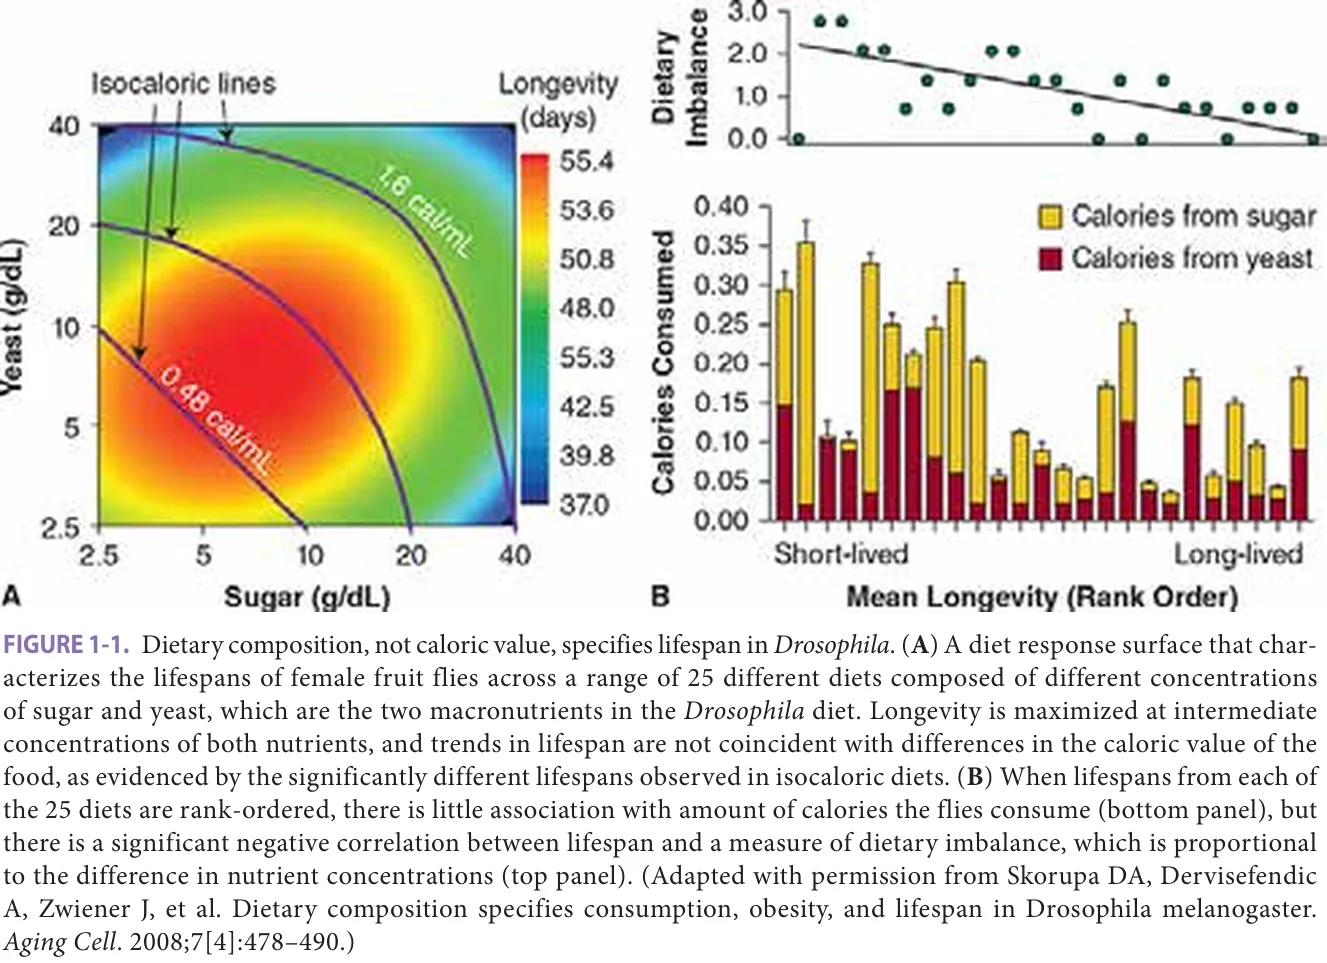 Isocaloric lines
Longevity
(days)
40
20
10
5
2.5
Yeast (g/dL)
1.6 cal/mL
0.48 cal/mL
2.5 5 10 20 40
Sugar (g/dL)
55.4
53.6
50.8
48.0
55.3
42.5
39.8
37.0
A
Dietary
Imbalance
3.0
2.0
1.0
0.0
Calories Consumed
0.40
0.35
0.30
0.25
0.20
0.15
0.10
0.05
0.00
Calories from sugar
Calories from yeast
Short-lived Long-lived
B Mean Longevity (Rank Order)
FIGURE 1-1. Dietary composition, not caloric value, specifies lifespan in Drosophila. (A) A diet response surface that char-
acterizes the lifespans of female fruit flies across a range of 25 different diets composed of different concentrations
of sugar and yeast, which are the two macronutrients in the Drosophila diet. Longevity is maximized at intermediate
concentrations of both nutrients, and trends in lifespan are not coincident with differences in the caloric value of the
food, as evidenced by the significantly different lifespans observed in isocaloric diets. (B) When lifespans from each of
the 25 diets are rank-ordered, there is little association with amount of calories the flies consume (bottom panel), but
there is a significant negative correlation between lifespan and a measure of dietary imbalance, which is proportional
to the difference in nutrient concentrations (top panel). (Adapted with permission from Skorupa DA, Dervisefendic
A, Zwiener J, et al. Dietary composition specifies consumption, obesity, and lifespan in Drosophila melanogaster.
Aging Cell. 2008;7[4]:478–490.)